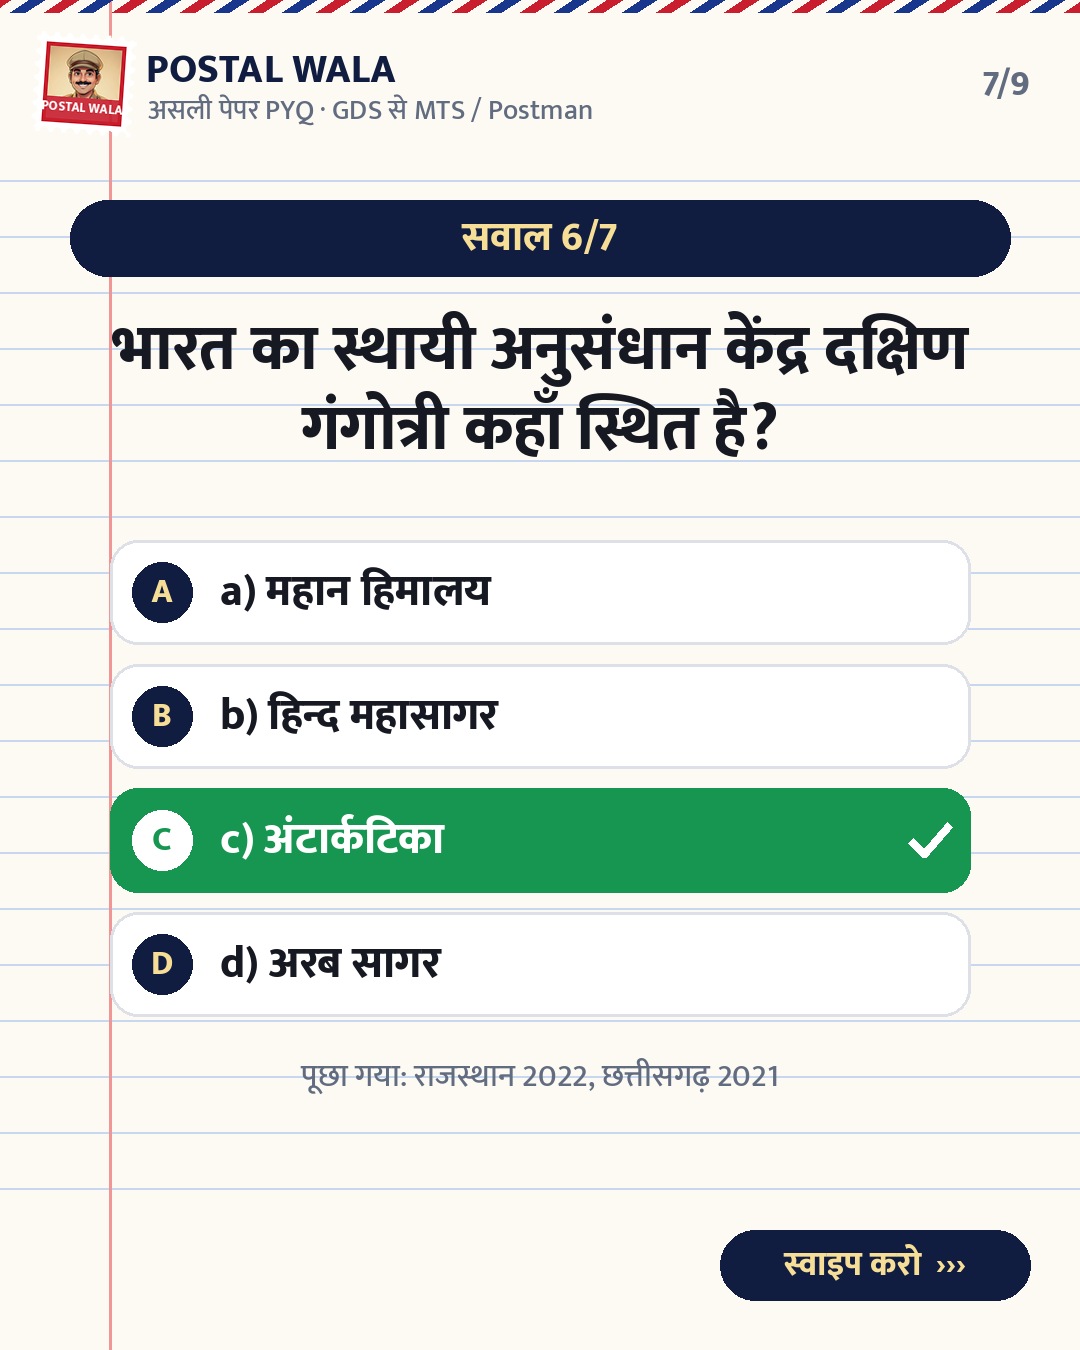 POSTAL WALA
POSTAL WALA
असली पेपर PYQ · GDS से MTS / Postman
7/9
सवाल 6/7
भारत का स्थायी अनुसंधान केंद्र दक्षिण
गंगोत्री कहाँ स्थित है?
A a) महान हिमालय
B b) हिन्द महासागर
C c) अंटार्कटिका
D d) अरब सागर
पूछा गया: राजस्थान 2022, छत्तीसगढ़ 2021
स्वाइप करो ›››